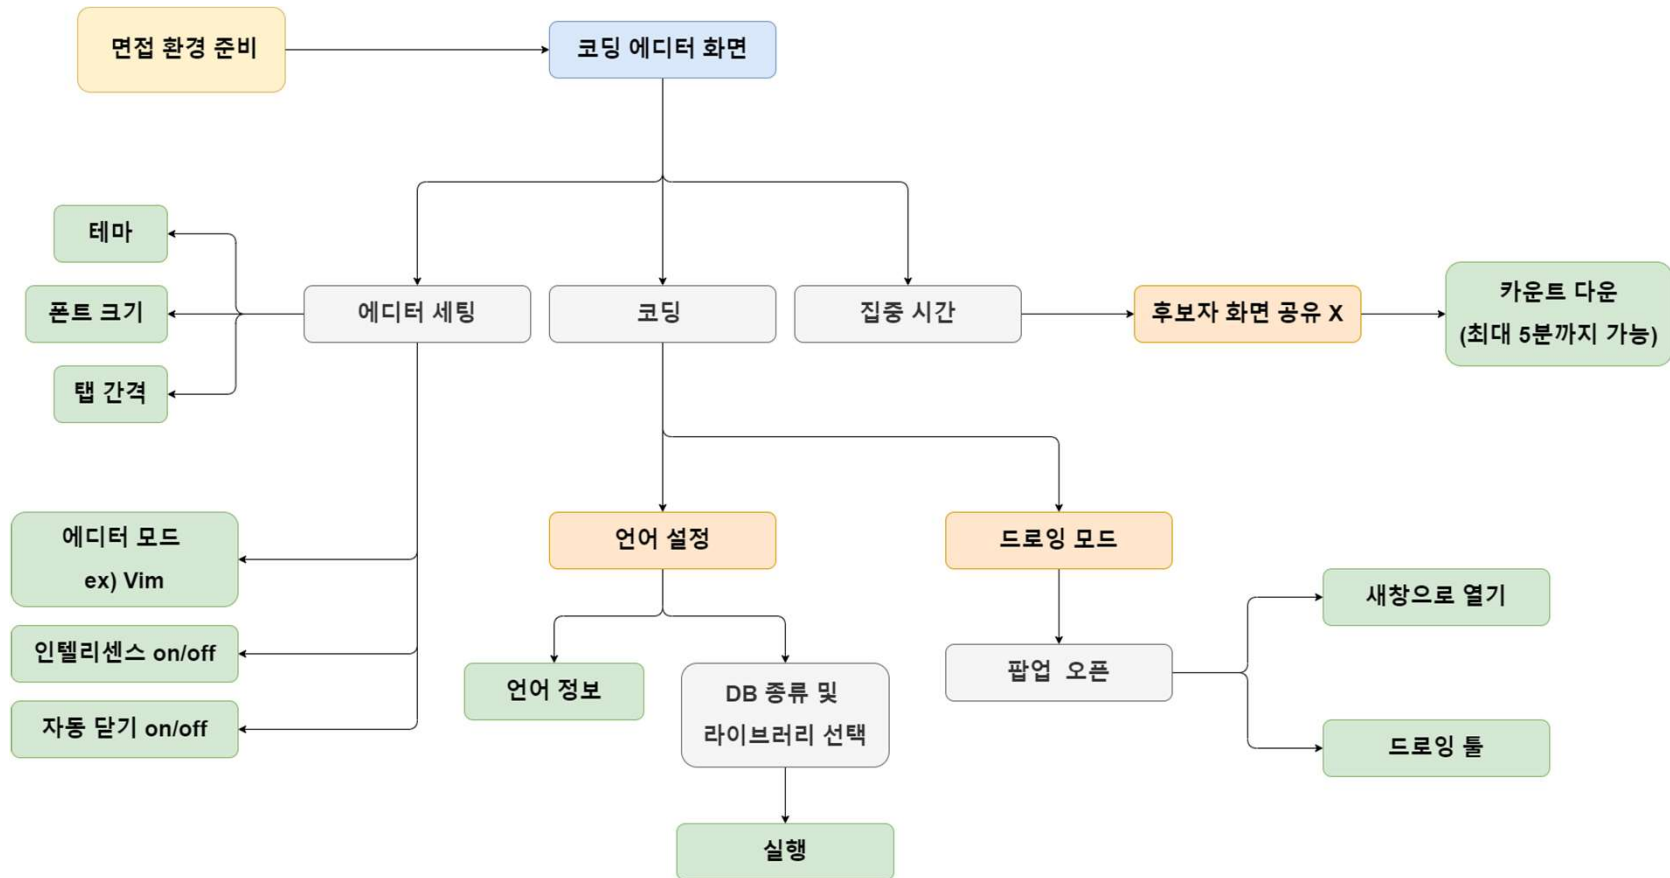 면접 환경 준비
코딩 에디터 화면
테마
폰트 크기
탭 간격
에디터 세팅
코딩
집중 시간
후보자 화면 공유 X
카운트 다운
(최대 5분까지 가능)
에디터 모드
ex) Vim
인텔리센스 on/off
자동 닫기 on/off
언어 설정
드로잉 모드
언어 정보
DB 종류 및
라이브러리 선택
팝업 오픈
새창으로 열기
드로잉 툴
실행